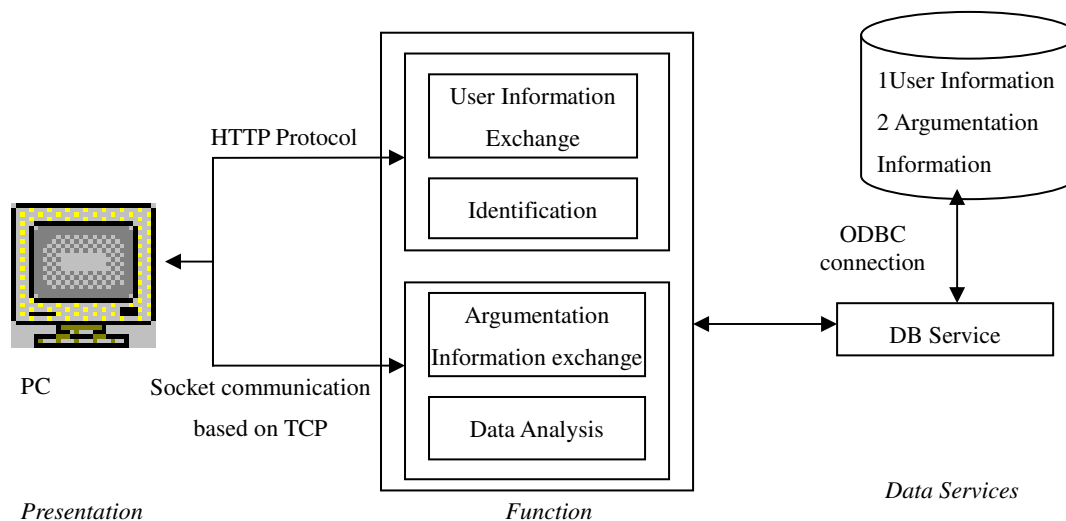 HTTP Protocol
PC
Socket communication
based on TCP
Presentation
User Information
Exchange
Identification
Argumentation
Information exchange
Data Analysis
Function
1User Information
2 Argumentation
Information
ODBC
connection
DB Service
Data Services